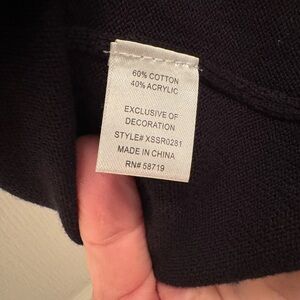 60% COTTON
40% ACRYLIC
EXCLUSIVE OF
DECORATION
STYLE# XSSR0281
MADE IN CHINA
RN# 58719